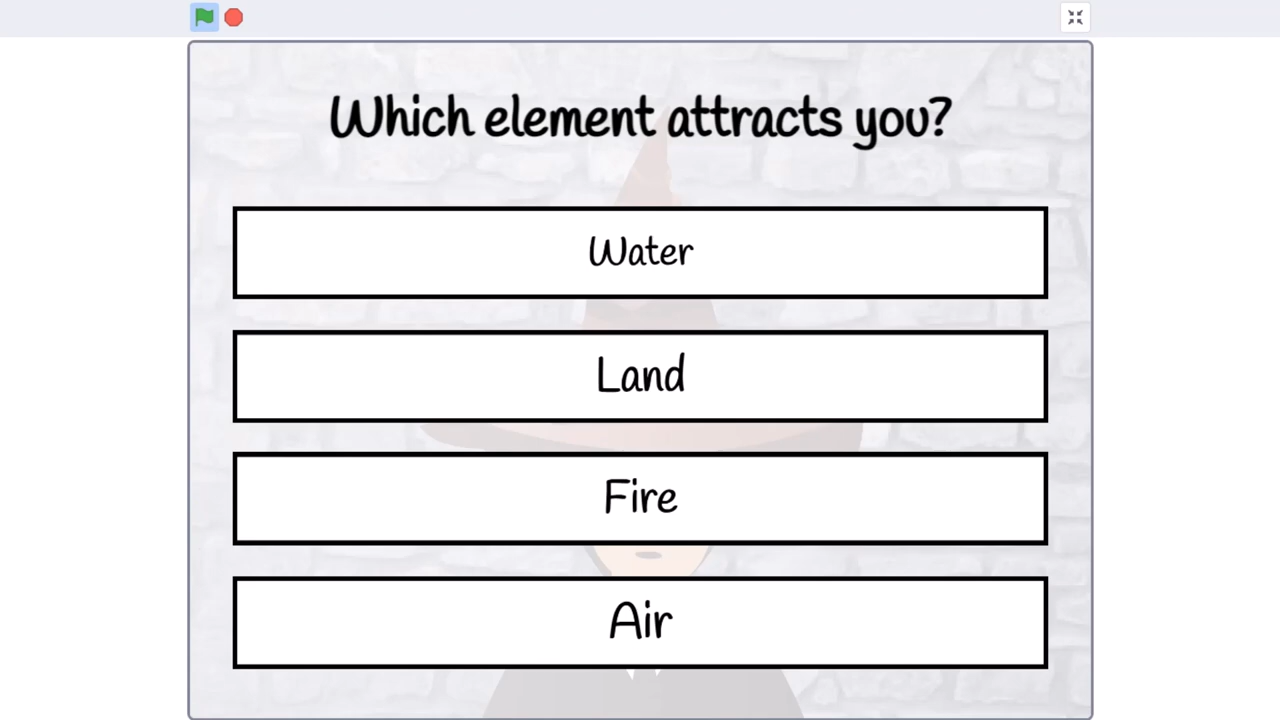 Which element attracts you?
Water
Land
Fire
Air